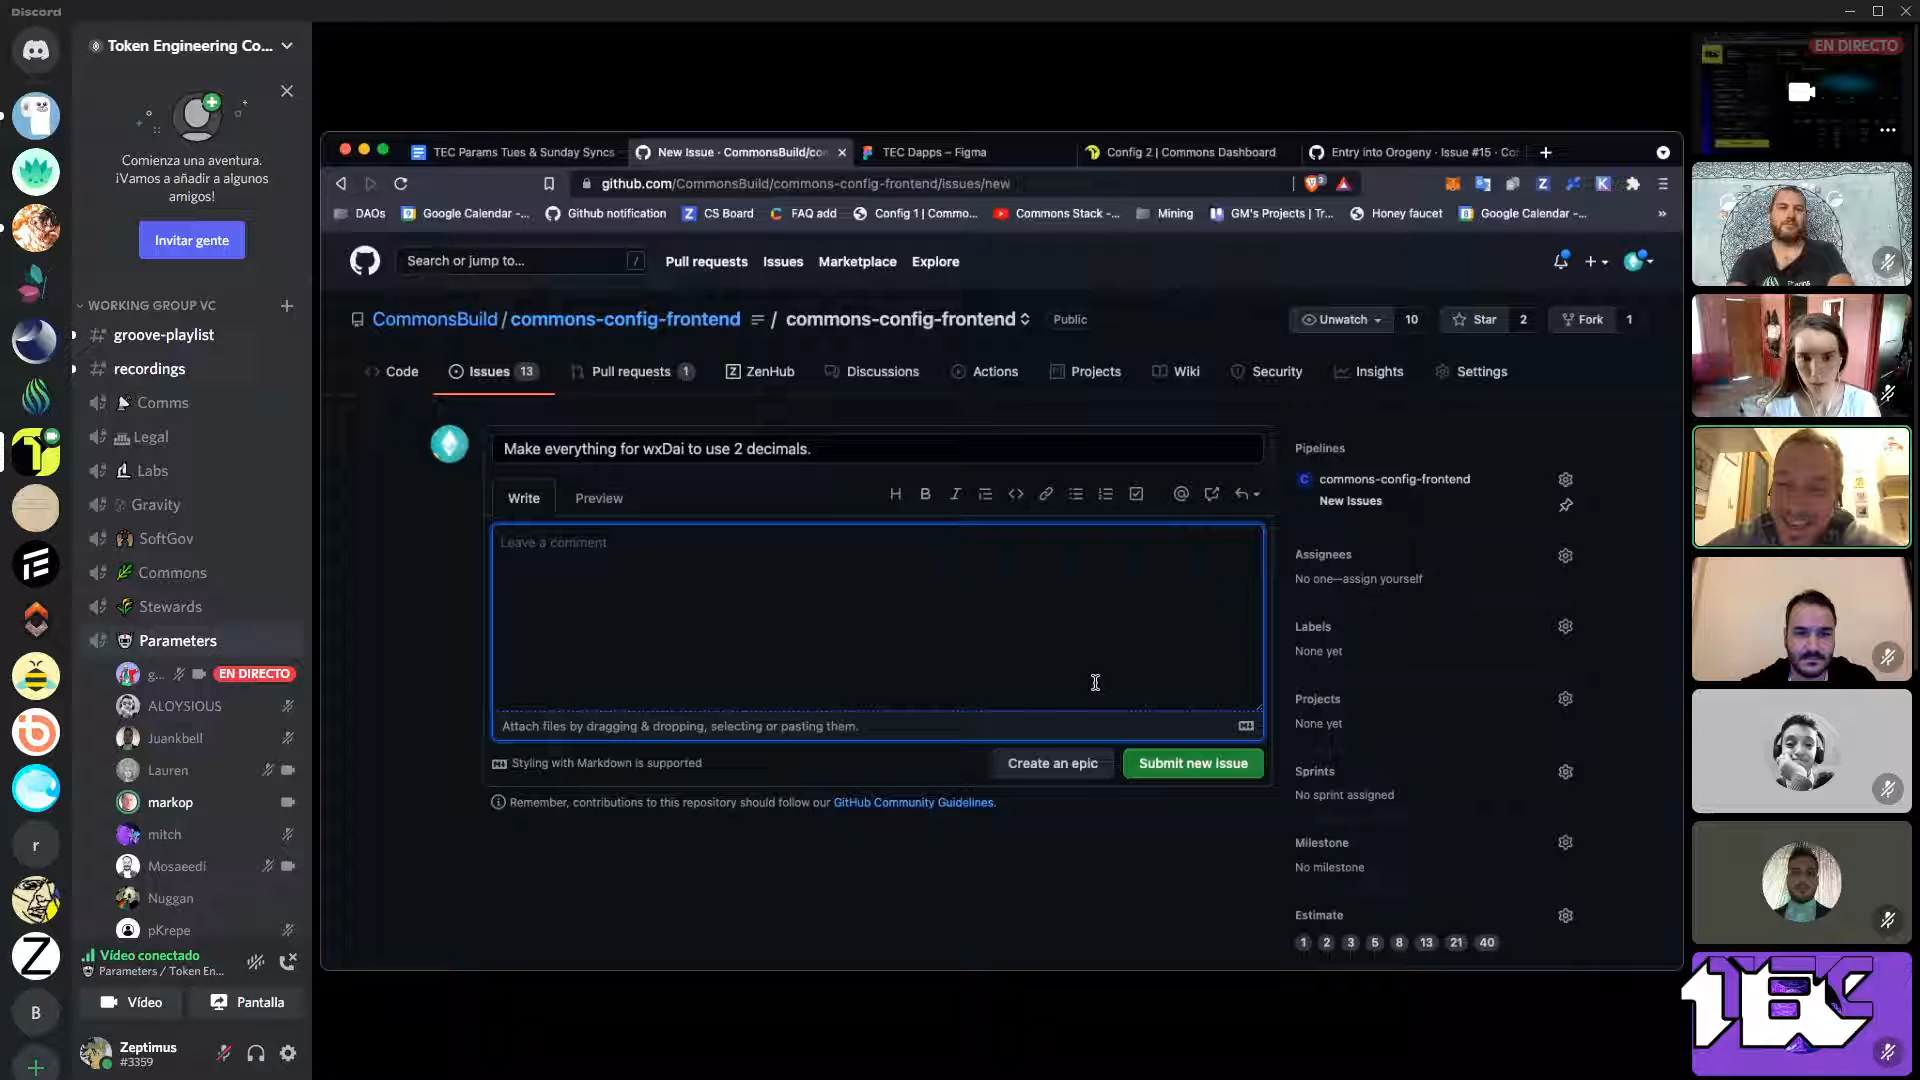 Discord
Token Engineering Co...
Comienza una aventura.
¡Vamos a añadir a algunos
amigos!
Invitar gente
WORKING GROUP VC
groove-playlist
recordings
Comms
Legal
Labs
Gravity
SoftGov
Commons
Stewards
Parameters
g...
EN DIRECTO
ALOYSIOUS
Juankbell
Lauren
markop
mitch
Mosaeedi
Nuggan
pKrepe
Vídeo conectado
Parameters / Token En...
Vídeo
Pantalla
Zeptimus
#3359
r
Z
B
TEC Params Tues & Sunday Syncs
New Issue · CommonsBuild/co
TEC Dapps – Figma
Config 2 | Commons Dashboard
Entry into Orogeny · Issue #15 · Co
github.com/CommonsBuild/commons-config-frontend/issues/new
DAOs
Google Calendar -...
Github notification
CS Board
FAQ add
Config 1 | Commo...
Commons Stack -...
Mining
GM's Projects | Tr...
Honey faucet
Google Calendar -...
Search or jump to...
/
Pull requests
Issues
Marketplace
Explore
CommonsBuild / commons-config-frontend / commons-config-frontend
Public
Unwatch 10
Star 2
Fork 1
Code
Issues 13
Pull requests 1
ZenHub
Discussions
Actions
Projects
Wiki
Security
Insights
Settings
Make everything for wxDai to use 2 decimals.
Write
Preview
Leave a comment
Attach files by dragging & dropping, selecting or pasting them.
Styling with Markdown is supported
Create an epic
Submit new issue
Remember, contributions to this repository should follow our GitHub Community Guidelines.
Pipelines
commons-config-frontend
New Issues
Assignees
No one—assign yourself
Labels
None yet
Projects
None yet
Sprints
No sprint assigned
Milestone
No milestone
Estimate
1 2 3 5 8 13 21 40
EN DIRECTO
TEC